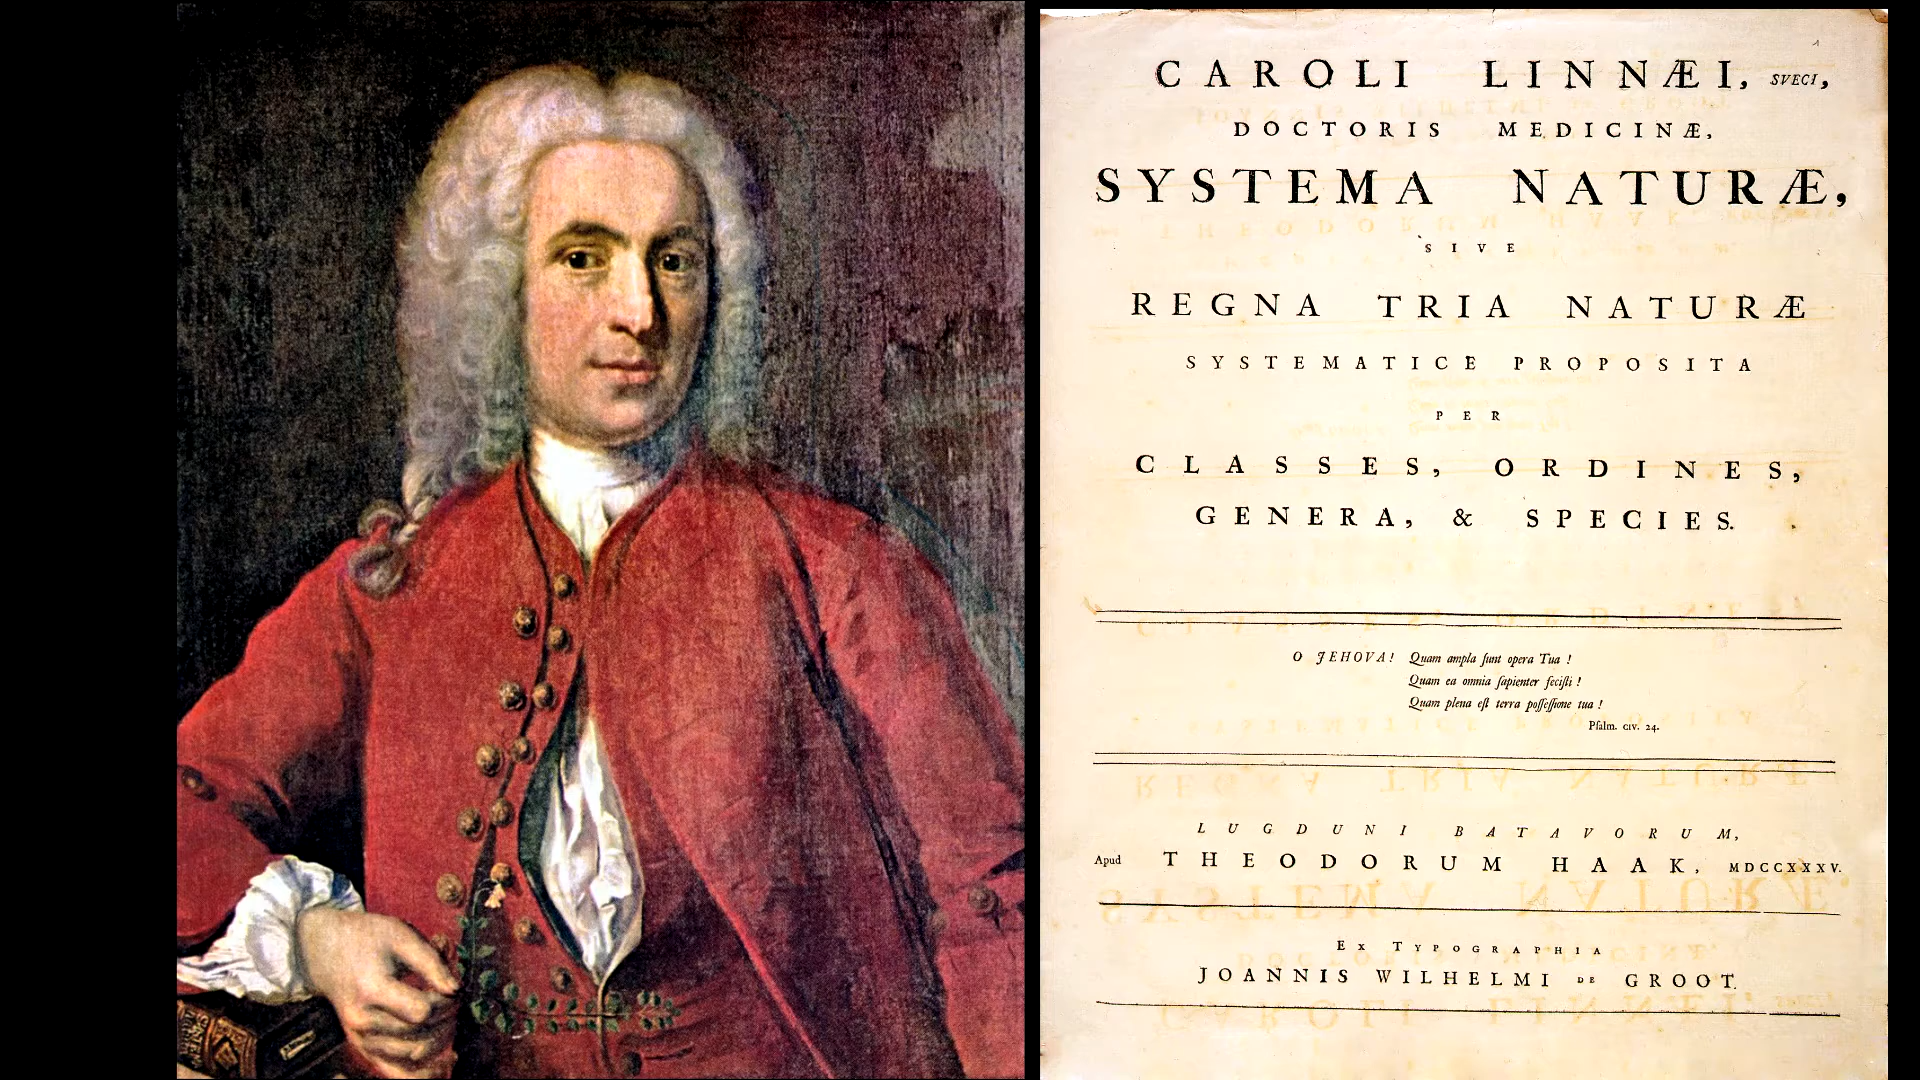 CAROLI LINNÆI, SVECI,
DOCTORIS MEDICINÆ,
SYSTEMA NATURÆ,
SIVE
REGNA TRIA NATURÆ
SYSTEMATICE PROPOSITA
PER
CLASSES, ORDINES,
GENERA, & SPECIES.
O JEHOVA! Quam ampla ſunt opera Tua !
Quam ea omnia ſapienter feciſti !
Quam plena eſt terra poſſeſſione tua !
Pſalm. CIV. 24.
LUGDUNI BATAVORUM,
Apud THEODORUM HAAK, MDCCXXXV.
EX TYPOGRAPHIA
JOANNIS WILHELMI DE GROOT.